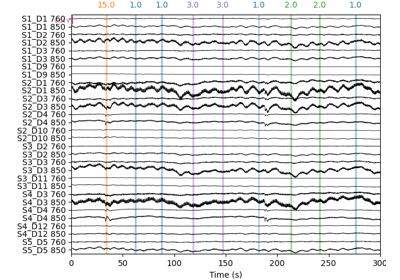 15.0 1.0 1.0 3.0 3.0 1.0 2.0 2.0 1.0
S1_D1 760
S1_D1 850
S1_D2 760
S1_D2 850
S1_D3 760
S1_D3 850
S1_D9 760
S1_D9 850
S2_D1 760
S2_D1 850
S2_D3 760
S2_D3 850
S2_D4 760
S2_D4 850
S2_D10 760
S2_D10 850
S3_D2 760
S3_D2 850
S3_D3 760
S3_D3 850
S3_D11 760
S3_D11 850
S4_D3 760
S4_D3 850
S4_D4 760
S4_D4 850
S4_D12 760
S4_D12 850
S5_D5 760
S5_D5 850
0 50 100 150 200 250 300
Time (s)